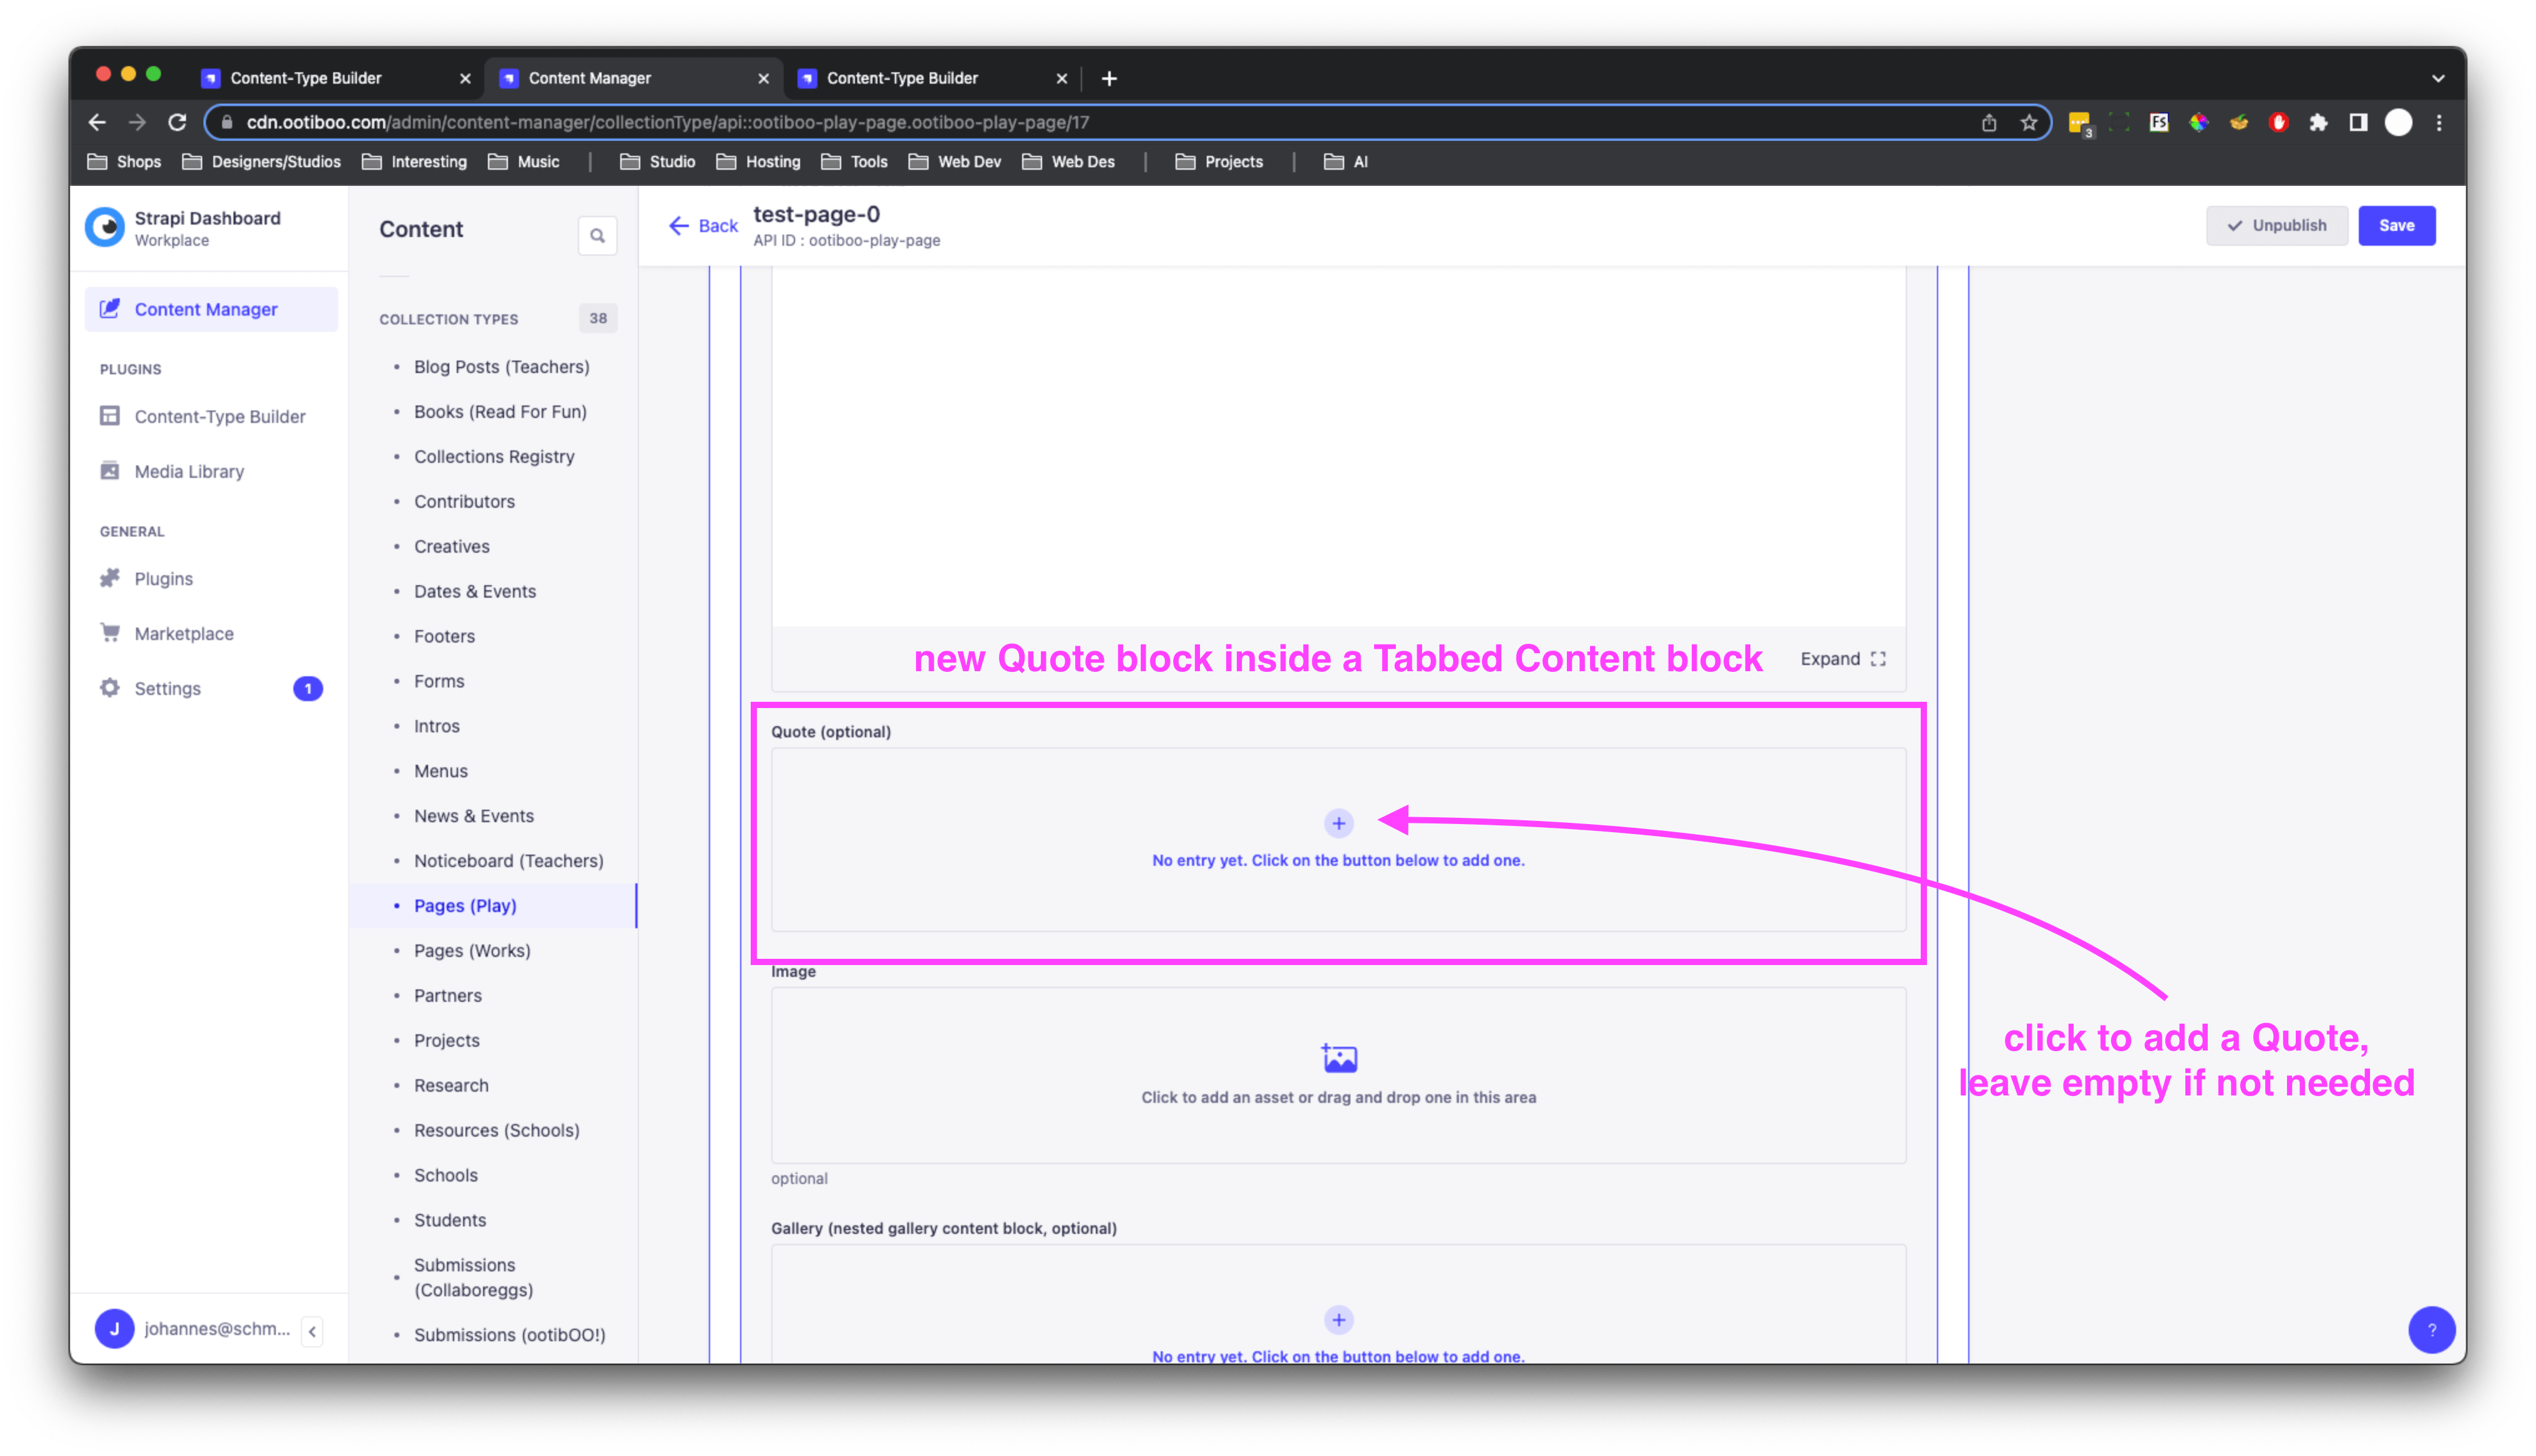 Content-Type Builder
Content Manager
Content-Type Builder
cdn.ootiboo.com/admin/content-manager/collectionType/api::ootiboo-play-page.ootiboo-play-page/17
3
FS
Shops
Designers/Studios
Interesting
Music
Studio
Hosting
Tools
Web Dev
Web Des
Projects
AI
Strapi Dashboard
Workplace
Content Manager
PLUGINS
Content-Type Builder
Media Library
GENERAL
Plugins
Marketplace
Settings
1
J
johannes@schm...
Content
COLLECTION TYPES
38
Blog Posts (Teachers)
Books (Read For Fun)
Collections Registry
Contributors
Creatives
Dates & Events
Footers
Forms
Intros
Menus
News & Events
Noticeboard (Teachers)
Pages (Play)
Pages (Works)
Partners
Projects
Research
Resources (Schools)
Schools
Students
Submissions
(Collaboreggs)
Submissions (ootibOO!)
Back
test-page-0
API ID : ootiboo-play-page
Unpublish
Save
new Quote block inside a Tabbed Content block
Expand
Quote (optional)
No entry yet. Click on the button below to add one.
click to add a Quote,
leave empty if not needed
Image
Click to add an asset or drag and drop one in this area
optional
Gallery (nested gallery content block, optional)
No entry yet. Click on the button below to add one.
?